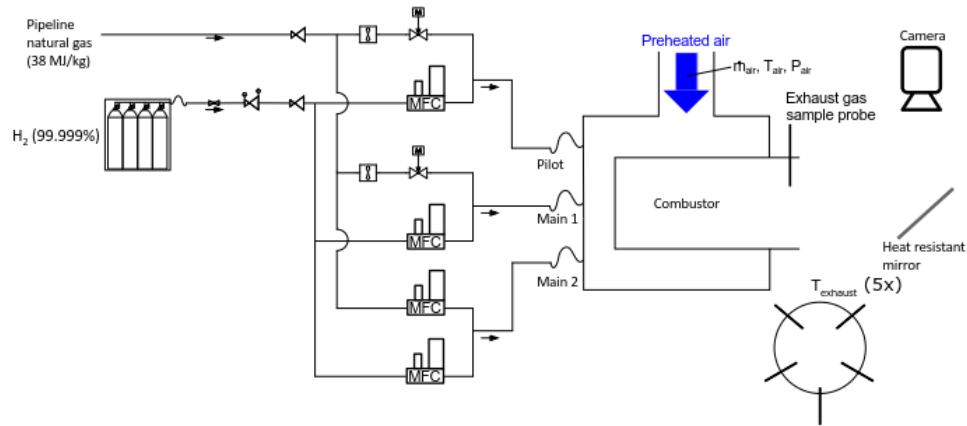 Pipeline
natural gas
(38 MJ/kg)
H2 (99.999%)
M
MFC
M
MFC
MFC
MFC
Pilot
Main 1
Main 2
Preheated air
ṁair, Tair, Pair
Exhaust gas
sample probe
Camera
Combustor
Heat resistant
mirror
Texhaust (5x)